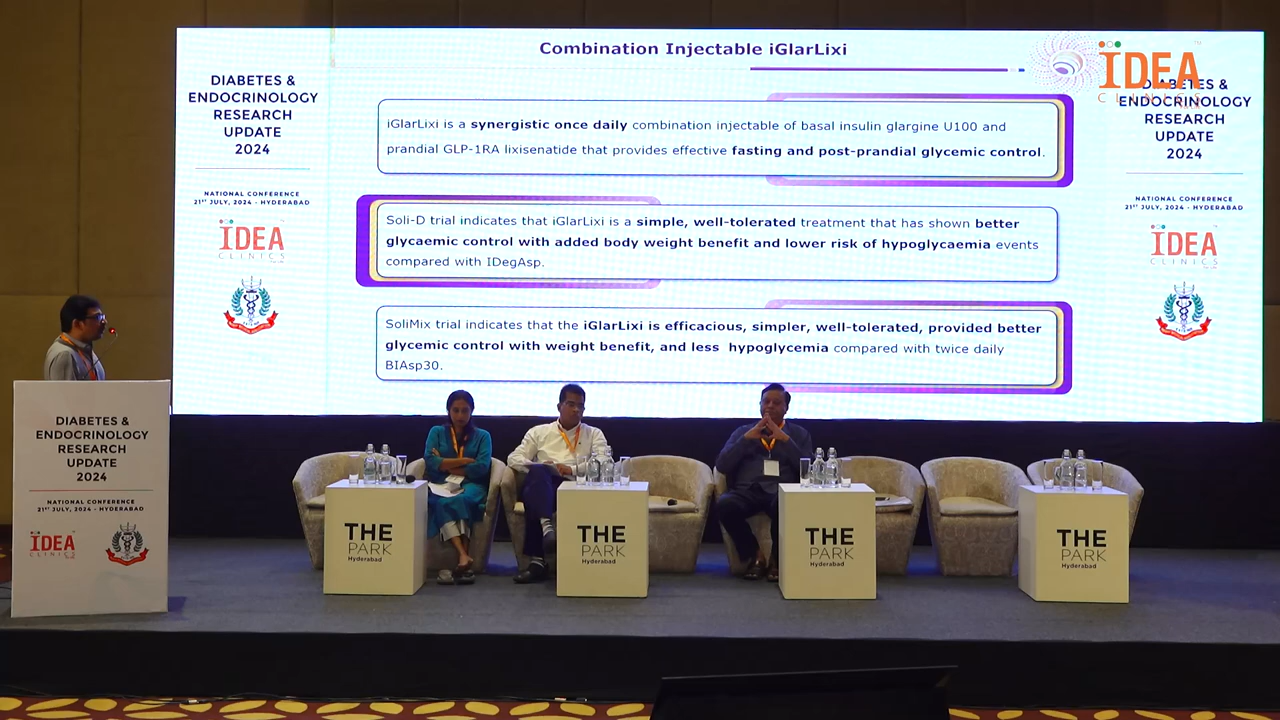 Combination Injectable iGlarLixi
DIABETES &
ENDOCRINOLOGY
RESEARCH
UPDATE
2024
NATIONAL CONFERENCE
21ST JULY, 2024 - HYDERABAD
IDEA
CLINICS
iGlarLixi is a synergistic once daily combination injectable of basal insulin glargine U100 and
prandial GLP-1RA lixisenatide that provides effective fasting and post-prandial glycemic control.
Soli-D trial indicates that iGlarLixi is a simple, well-tolerated treatment that has shown better
glycaemic control with added body weight benefit and lower risk of hypoglycaemia events
compared with IDegAsp.
SoliMix trial indicates that the iGlarLixi is efficacious, simpler, well-tolerated, provided better
glycemic control with weight benefit, and less hypoglycemia compared with twice daily
BIAsp30.
IDEA
CLINICS
TM
DIABETES &
ENDOCRINOLOGY
RESEARCH
UPDATE
2024
NATIONAL CONFERENCE
21ST JULY, 2024 - HYDERABAD
IDEA
CLINICS
DIABETES &
ENDOCRINOLOGY
RESEARCH
UPDATE
2024
NATIONAL CONFERENCE
21ST JULY, 2024 - HYDERABAD
IDEA
CLINICS
THE
PARK
Hyderabad
THE
PARK
Hyderabad
THE
PARK
Hyderabad
THE
PARK
Hyderabad